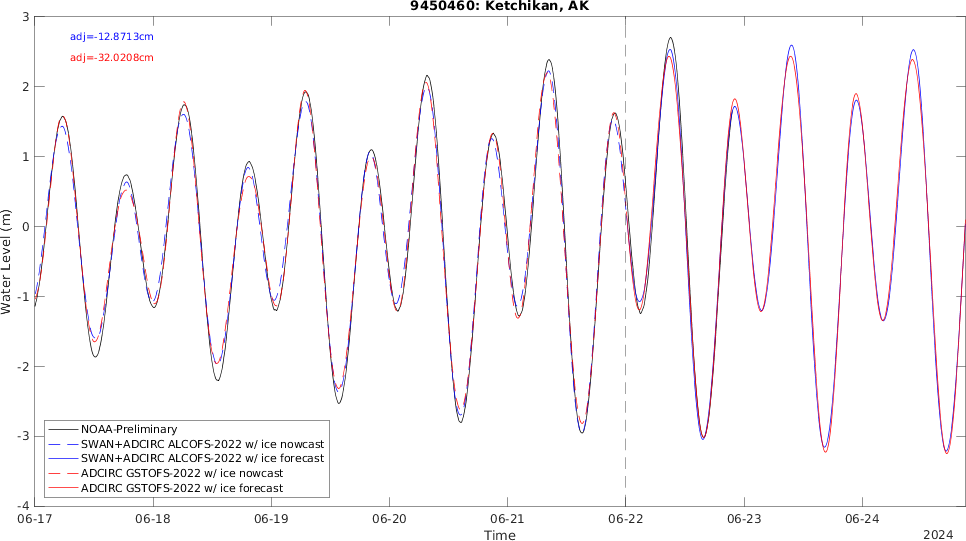 9450460: Ketchikan, AK
adj=-12.8713cm
adj=-32.0208cm
3
2
1
0
-1
-2
-3
-4
Water Level (m)
NOAA-Preliminary
SWAN+ADCIRC ALCOFS-2022 w/ ice nowcast
SWAN+ADCIRC ALCOFS-2022 w/ ice forecast
ADCIRC GSTOFS-2022 w/ ice nowcast
ADCIRC GSTOFS-2022 w/ ice forecast
06-17 06-18 06-19 06-20 06-21 06-22 06-23 06-24
Time
2024